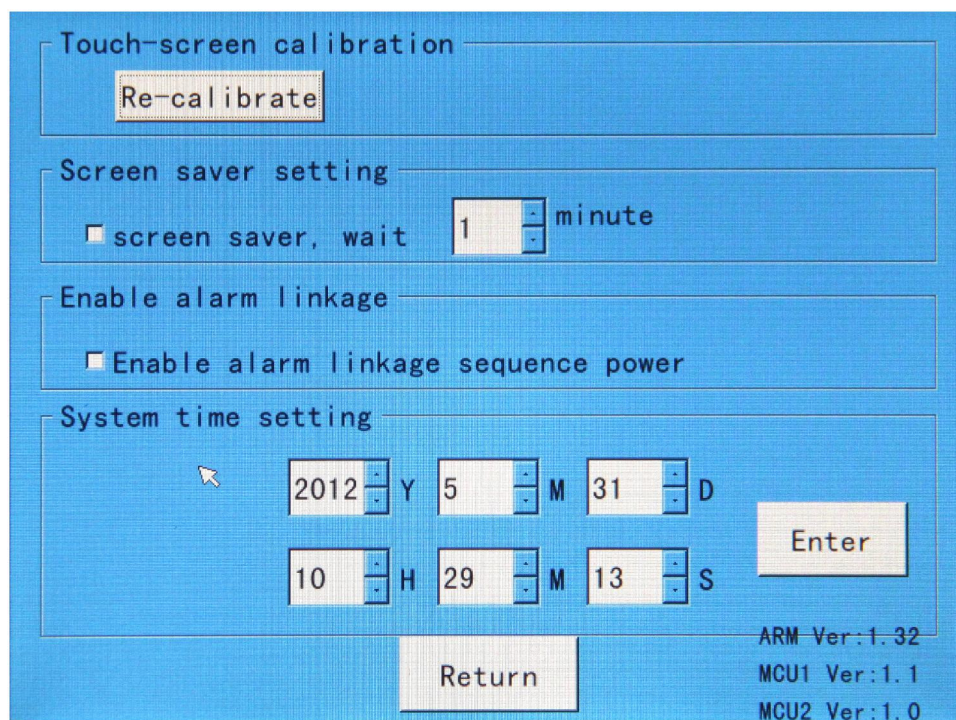 Touch-screen calibration
Re-calibrate
Screen saver setting
screen saver, wait 1 minute
Enable alarm linkage
Enable alarm linkage sequence power
System time setting
2012 Y 5 M 31 D
Enter
10 H 29 M 13 S
ARM Ver:1.32
Return
MCU1 Ver:1.1
MCU2 Ver:1.0